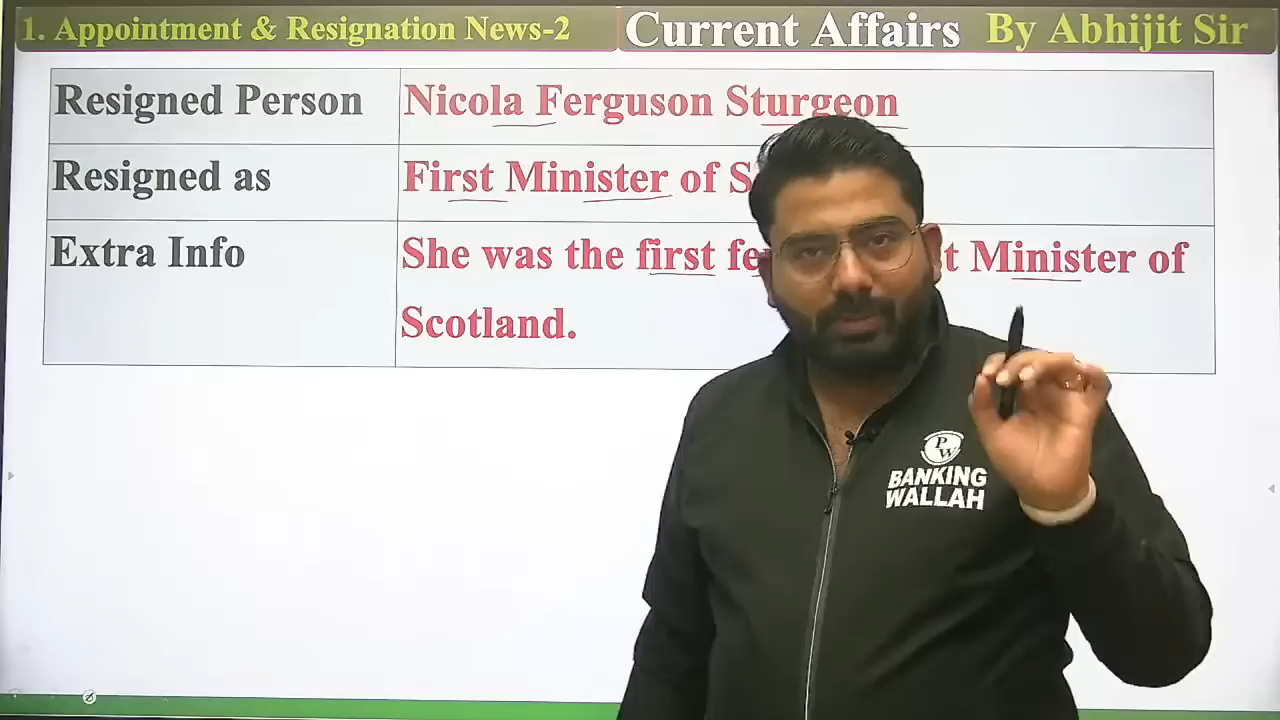 1. Appointment & Resignation News-2
Current Affairs
By Abhijit Sir
Resigned Person
Nicola Ferguson Sturgeon
Resigned as
First Minister of
Extra Info
She was the first Minister of
Scotland.
PW
BANKING
WALLAH